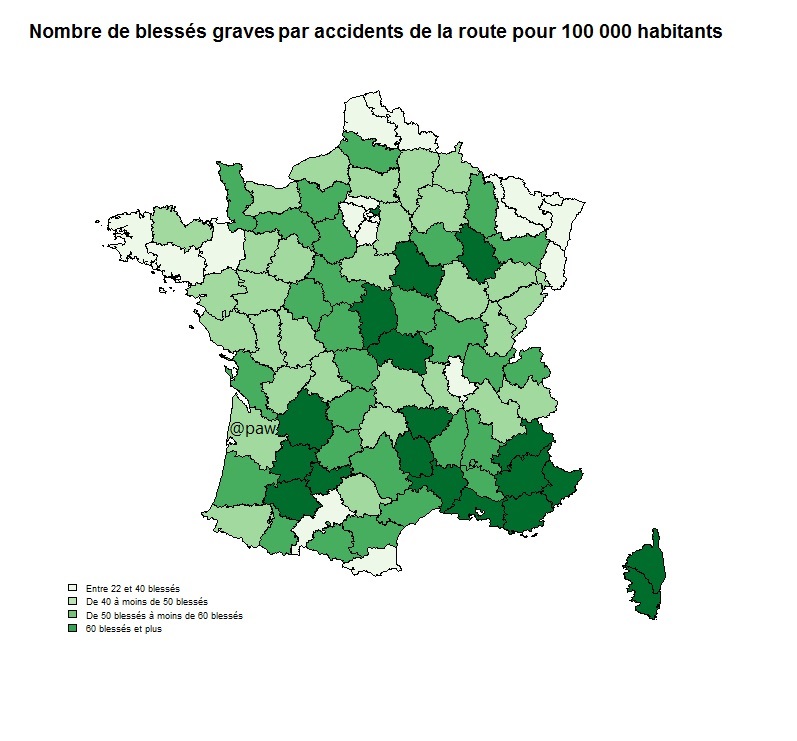 Nombre de blessés graves par accidents de la route pour 100 000 habitants
@paw
Entre 22 et 40 blessés
De 40 à moins de 50 blessés
De 50 blessés à moins de 60 blessés
60 blessés et plus